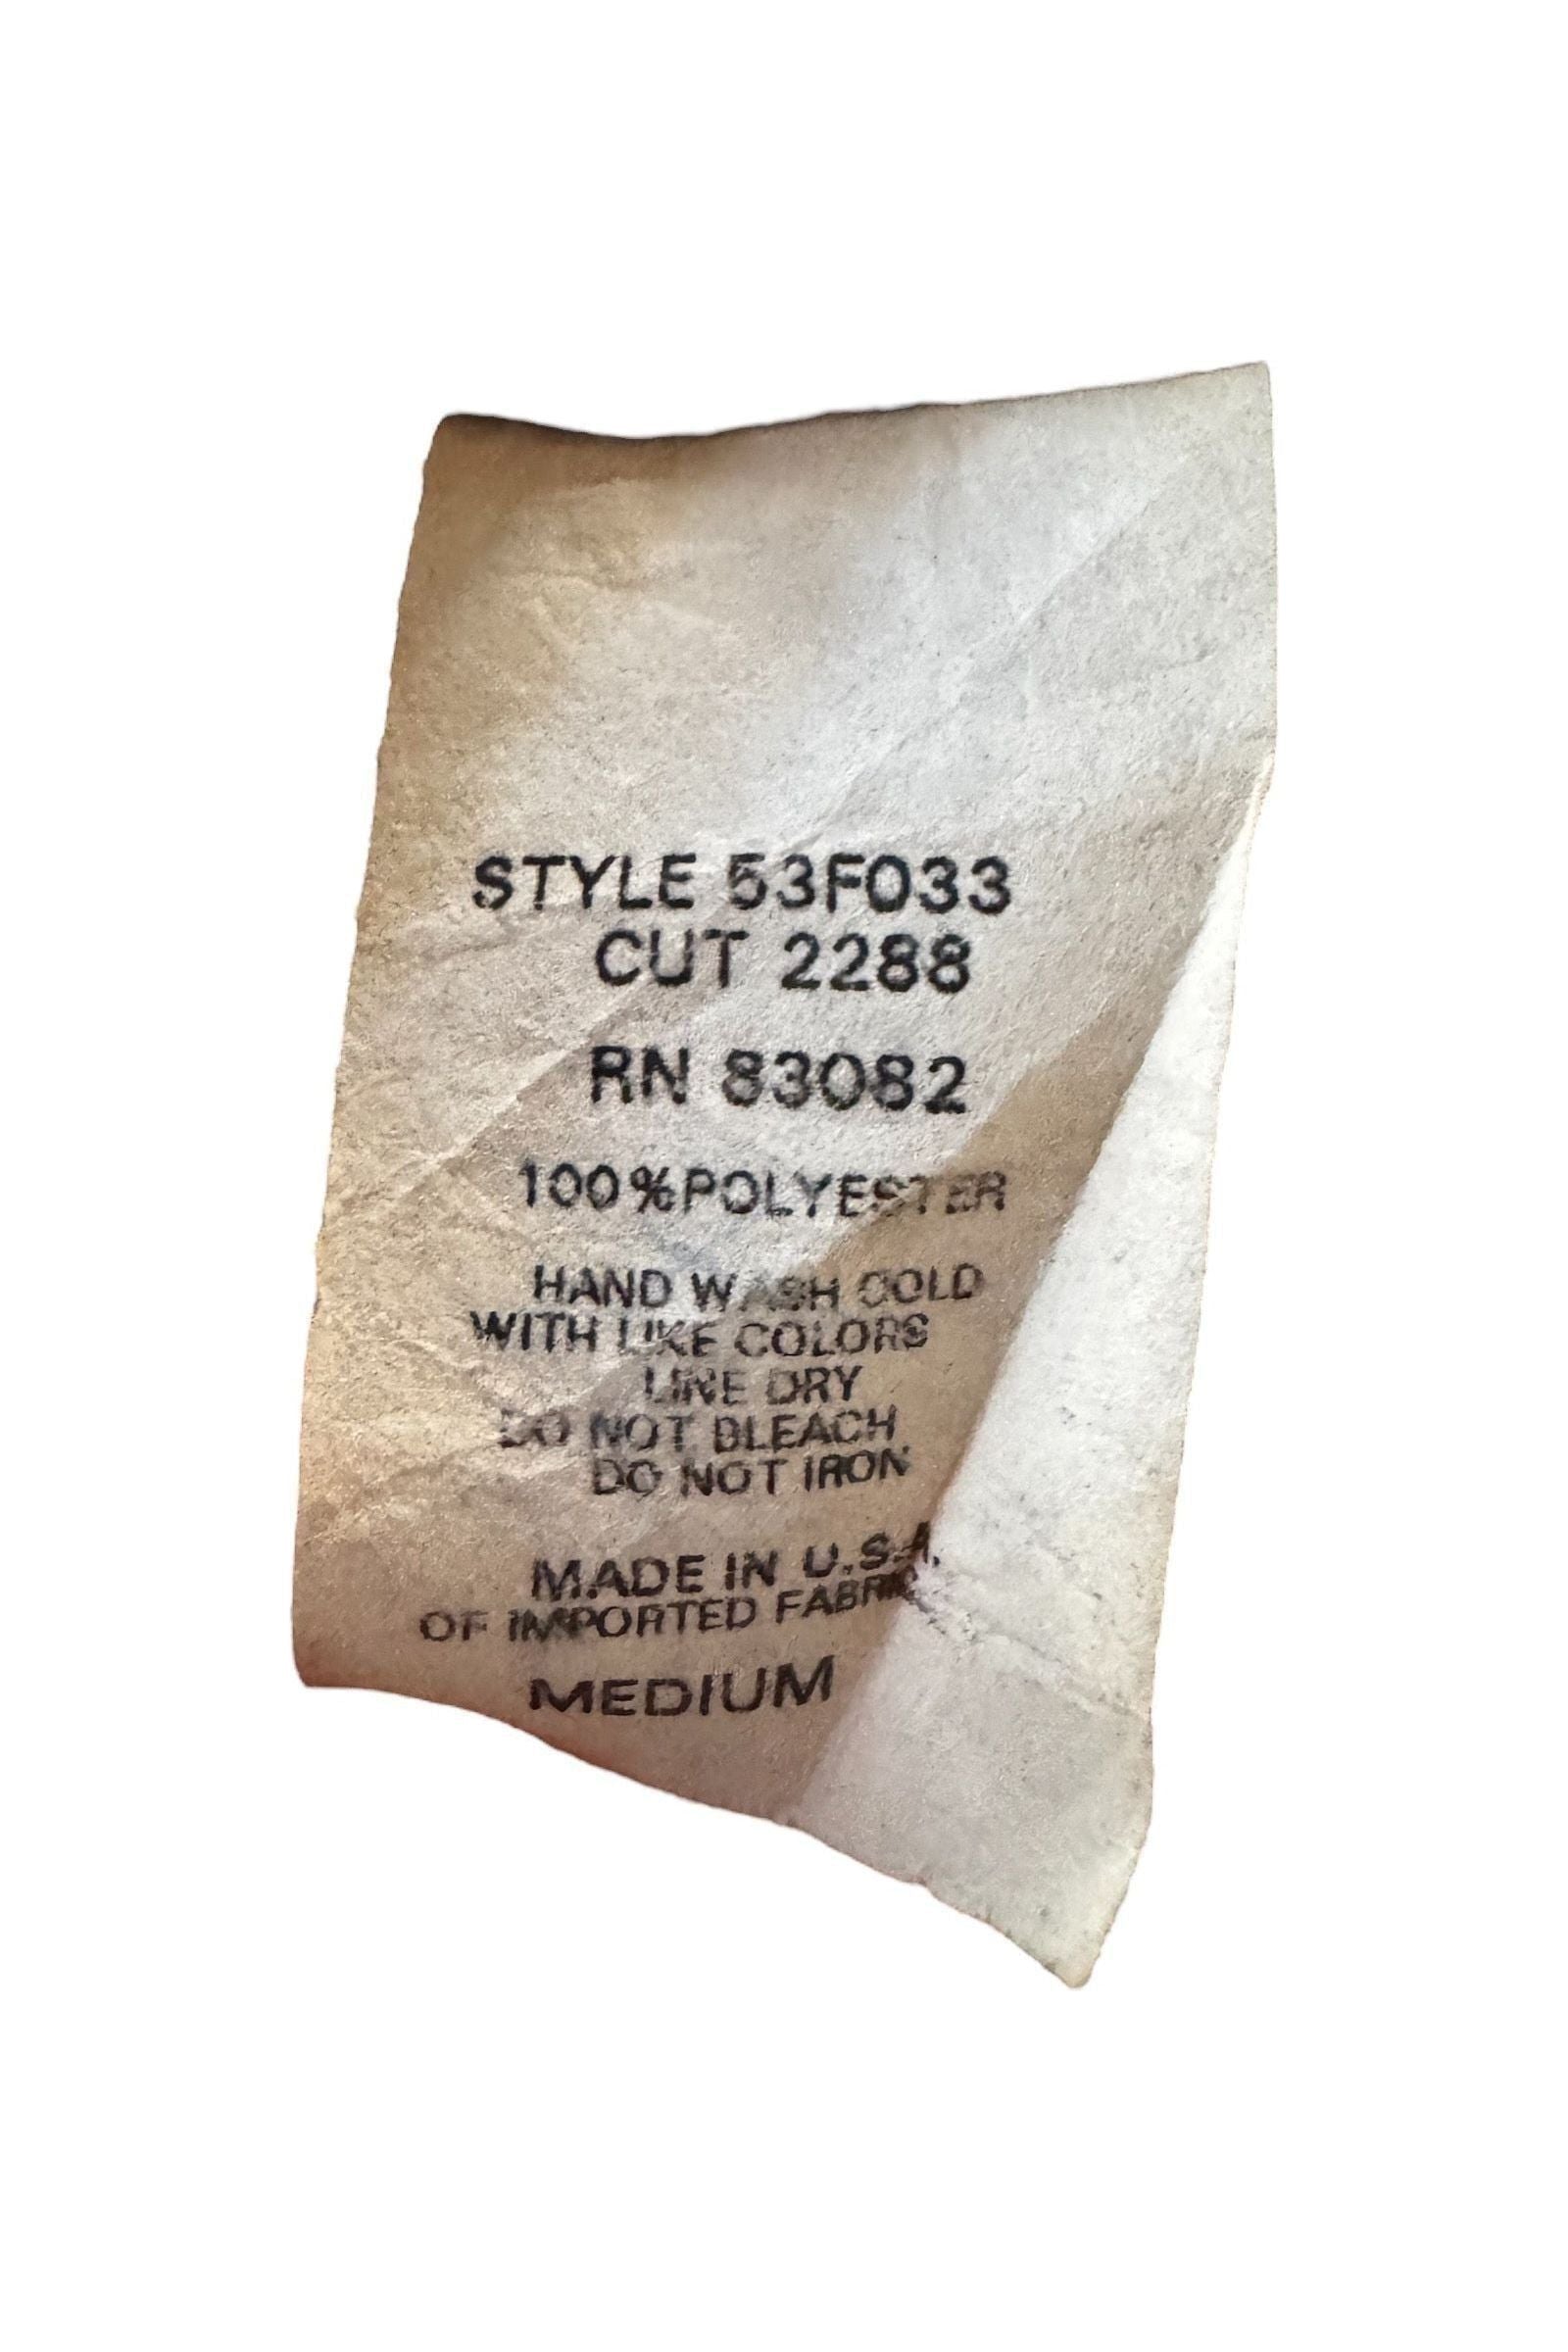 STYLE 53F033
CUT 2288
RN 83082
100%POLYESTER
HAND WASH COLD
WITH LIKE COLORS
LINE DRY
DO NOT BLEACH
DO NOT IRON
MADE IN U.S.A.
OF IMPORTED FABRIC
MEDIUM